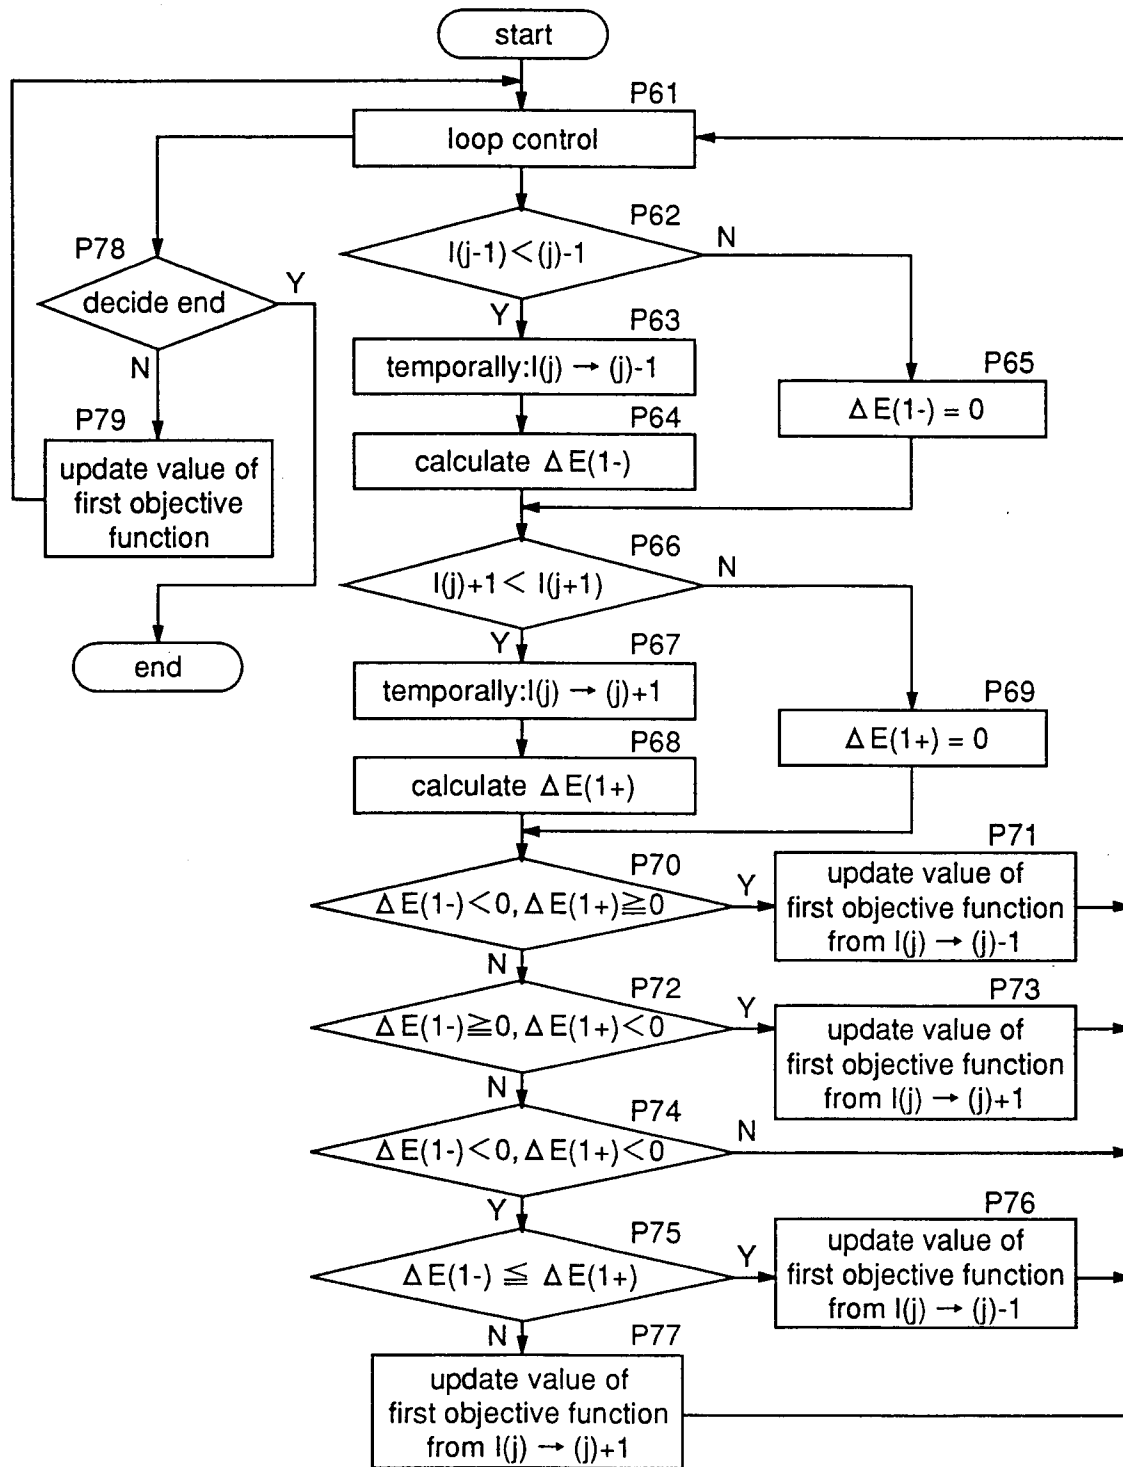 start
P61
loop control
P62
I(j-1)<(j)-1
N
Y
P78
decide end
Y
N
P63
temporally:I(j) → (j)-1
P65
ΔE(1-) = 0
P79
update value of
first objective
function
P64
calculate ΔE(1-)
P66
I(j)+1< I(j+1)
N
Y
end
P67
temporally:I(j) → (j)+1
P69
ΔE(1+) = 0
P68
calculate ΔE(1+)
P70
ΔE(1-)<0, ΔE(1+)≧0
Y
N
P71
update value of
first objective function
from I(j) → (j)-1
P72
ΔE(1-)≧0, ΔE(1+)<0
Y
N
P73
update value of
first objective function
from I(j) → (j)+1
P74
ΔE(1-)<0, ΔE(1+)<0
N
Y
P75
ΔE(1-) ≦ ΔE(1+)
Y
N
P76
update value of
first objective function
from I(j) → (j)-1
P77
update value of
first objective function
from I(j) → (j)+1